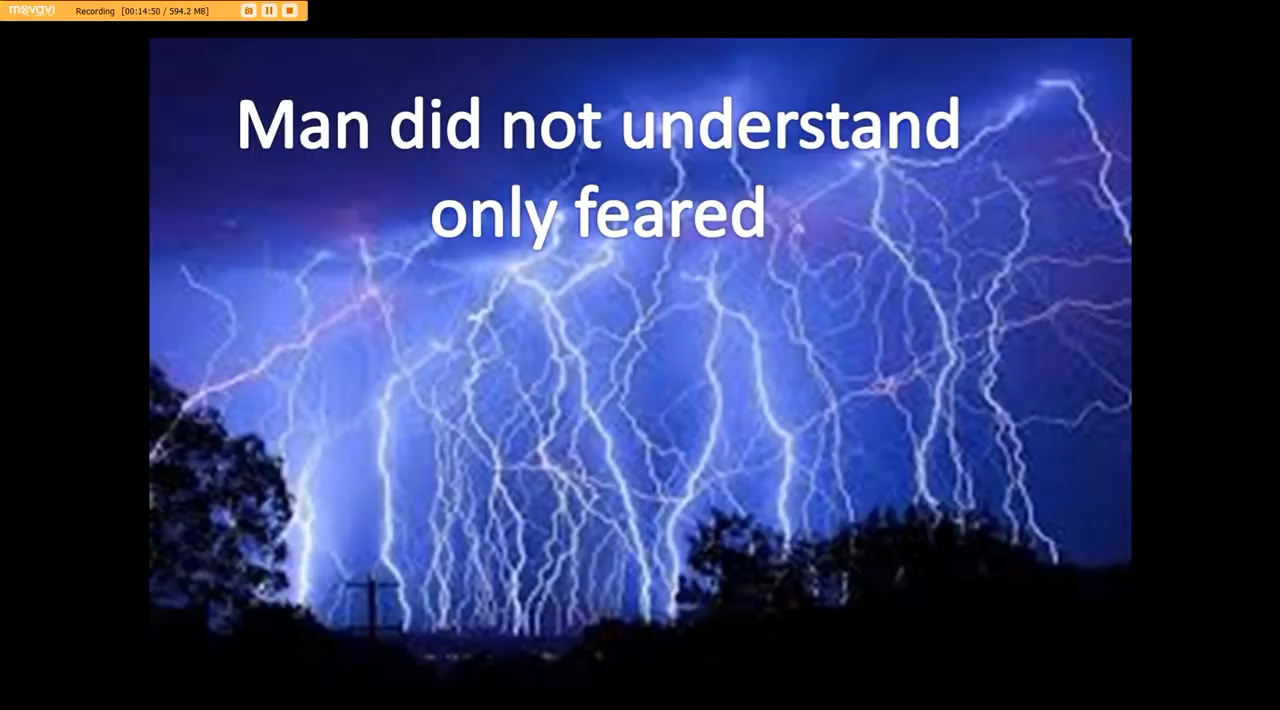 movavi
Recording [00:14:50 / 594.2 MB]
Man did not understand
only feared